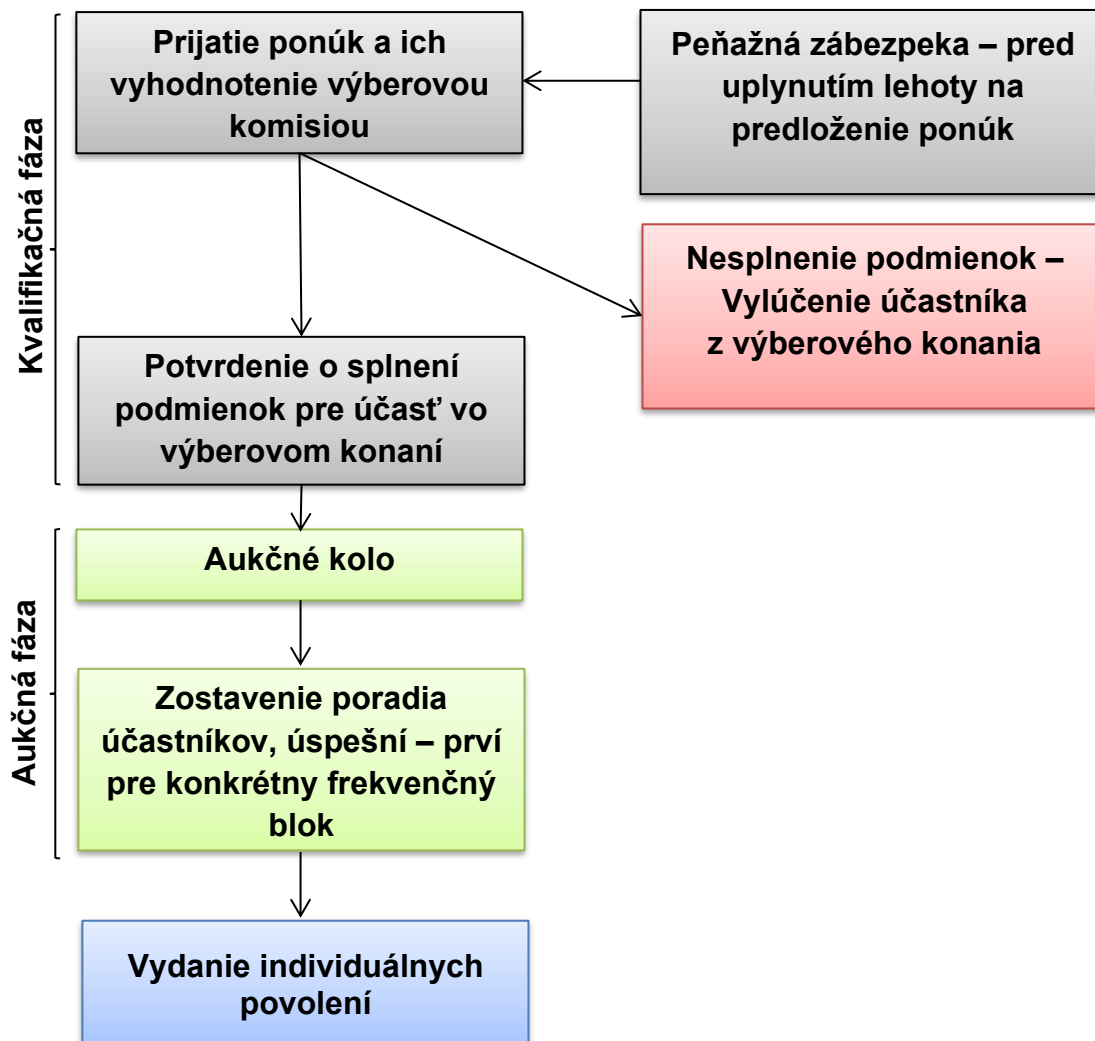 Kvalifikačná fáza
Prijatie ponúk a ich
vyhodnotenie výberovou
komisiou
Peňažná zábezpeka – pred
uplynutím lehoty na
predloženie ponúk
Nesplnenie podmienok –
Vylúčenie účastníka
z výberového konania
Potvrdenie o splnení
podmienok pre účasť vo
výberovom konaní
Aukčná fáza
Aukčné kolo
Zostavenie poradia
účastníkov, úspešní – prví
pre konkrétny frekvenčný
blok
Vydanie individuálnych
povolení